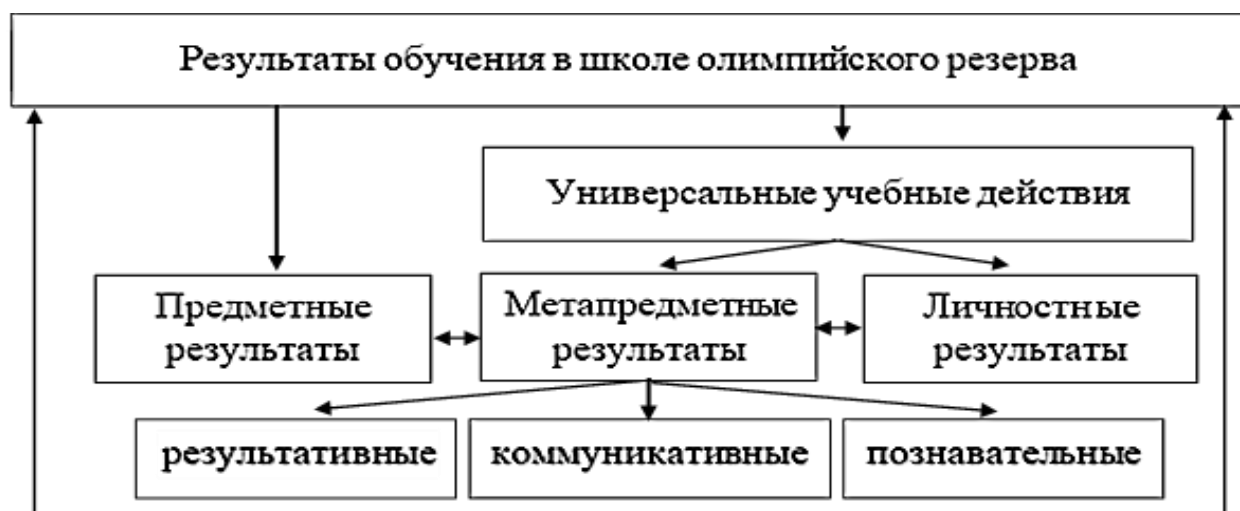 Результаты обучения в школе олимпийского резерва
Универсальные учебные действия
Предметные
результаты
Метапредметные
результаты
Личностные
результаты
результативные
коммуникативные
познавательные